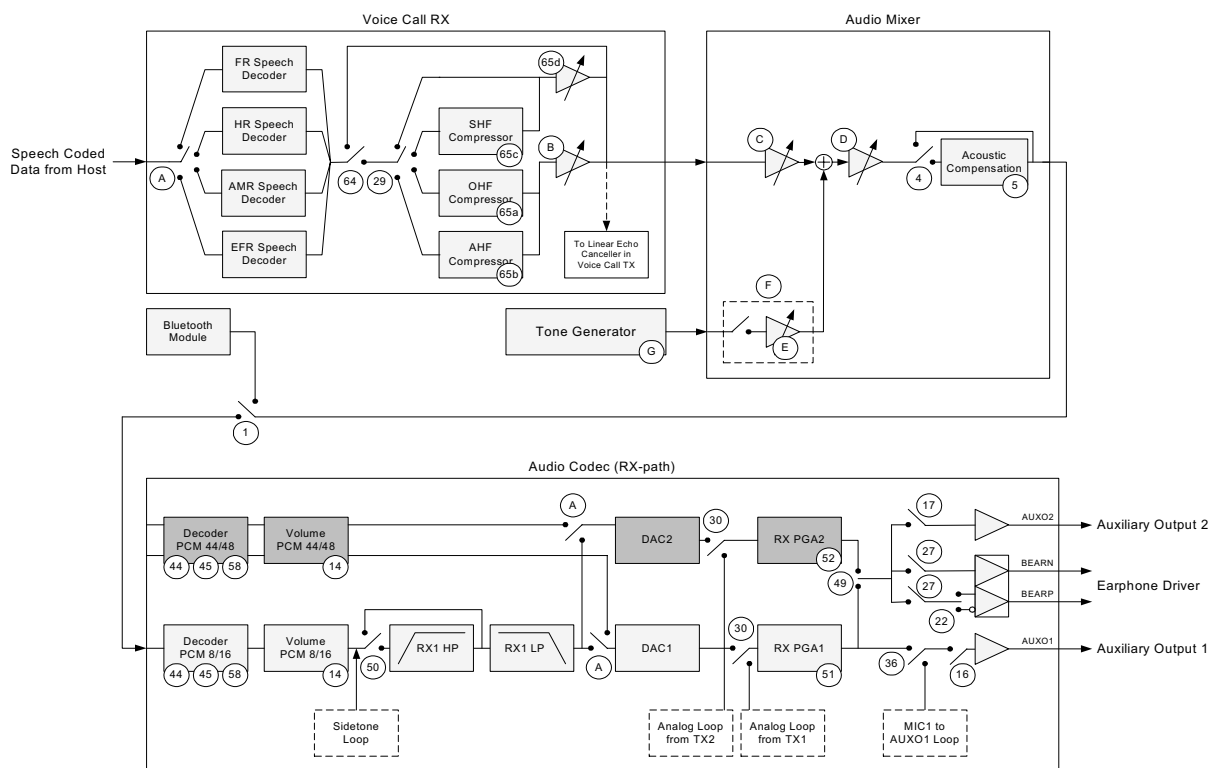 Voice Call RX
Audio Mixer
FR Speech
Decoder
HR Speech
Decoder
AMR Speech
Decoder
EFR Speech
Decoder
Speech Coded
Data from Host
A
64
29
SHF
Compressor
65c
OHF
Compressor
65a
AHF
Compressor
65b
65d
B
To Linear Echo
Canceller in
Voice Call TX
C
D
4
Acoustic
Compensation
5
F
E
Bluetooth
Module
Tone Generator
G
1
Audio Codec (RX-path)
Decoder
PCM 44/48
44
45
58
Volume
PCM 44/48
14
A
DAC2
30
RX PGA2
52
49
17
AUXO2
Auxiliary Output 2
27
BEARN
27
BEARP
Earphone Driver
22
Decoder
PCM 8/16
44
45
58
Volume
PCM 8/16
14
50
RX1 HP
RX1 LP
A
DAC1
30
RX PGA1
51
36
16
AUXO1
Auxiliary Output 1
Sidetone
Loop
Analog Loop
from TX2
Analog Loop
from TX1
MIC1 to
AUXO1 Loop